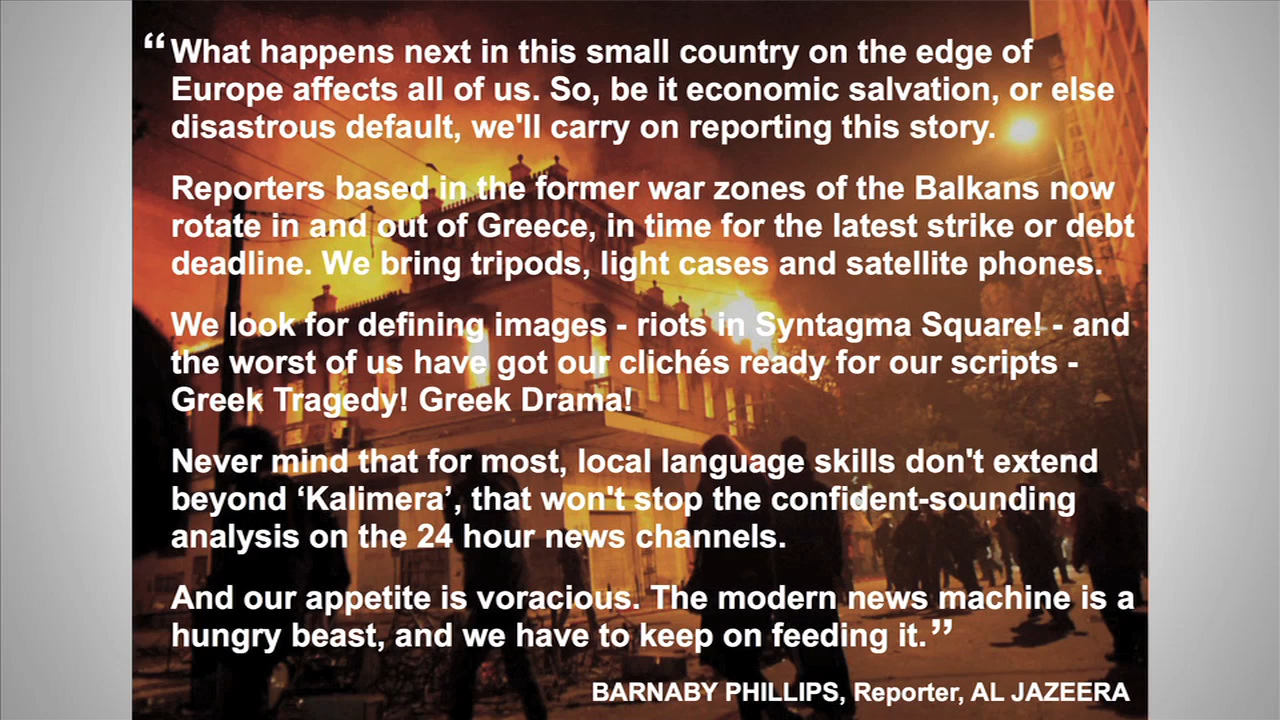 “What happens next in this small country on the edge of
Europe affects all of us. So, be it economic salvation, or else
disastrous default, we'll carry on reporting this story.
Reporters based in the former war zones of the Balkans now
rotate in and out of Greece, in time for the latest strike or debt
deadline. We bring tripods, light cases and satellite phones.
We look for defining images - riots in Syntagma Square! - and
the worst of us have got our clichés ready for our scripts -
Greek Tragedy! Greek Drama!
Never mind that for most, local language skills don't extend
beyond ‘Kalimera’, that won't stop the confident-sounding
analysis on the 24 hour news channels.
And our appetite is voracious. The modern news machine is a
hungry beast, and we have to keep on feeding it.”
BARNABY PHILLIPS, Reporter, AL JAZEERA